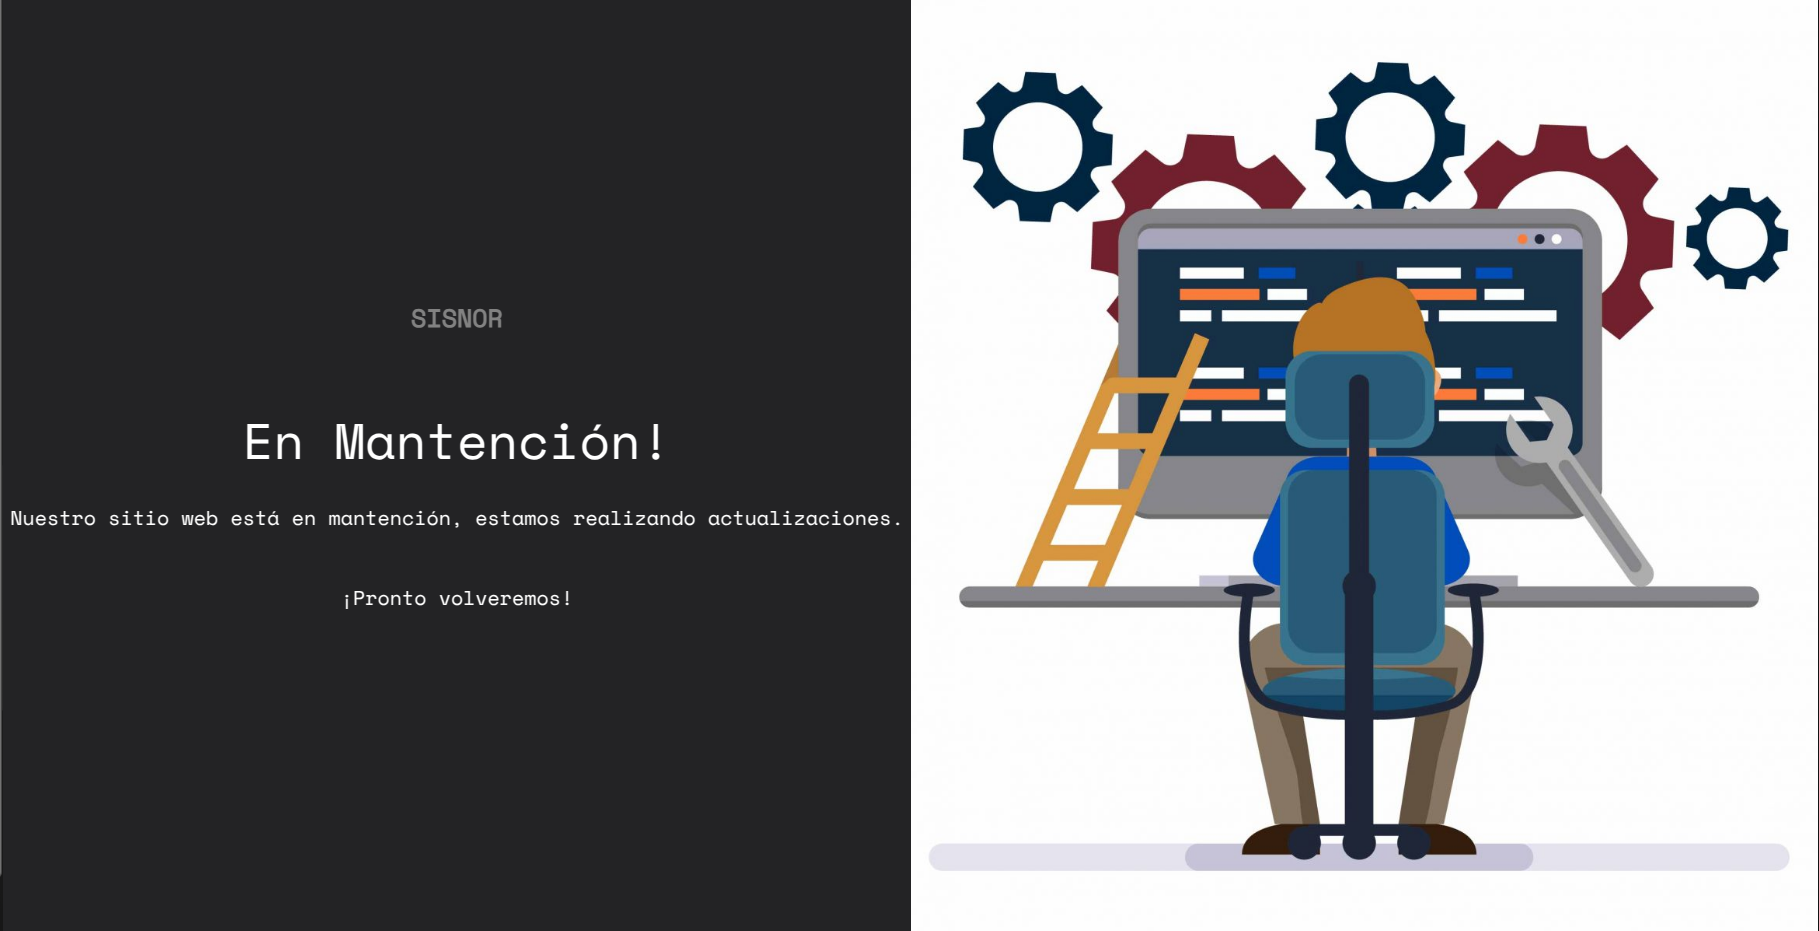 SISNOR
En Mantención!
Nuestro sitio web está en mantención, estamos realizando actualizaciones.
¡Pronto volveremos!